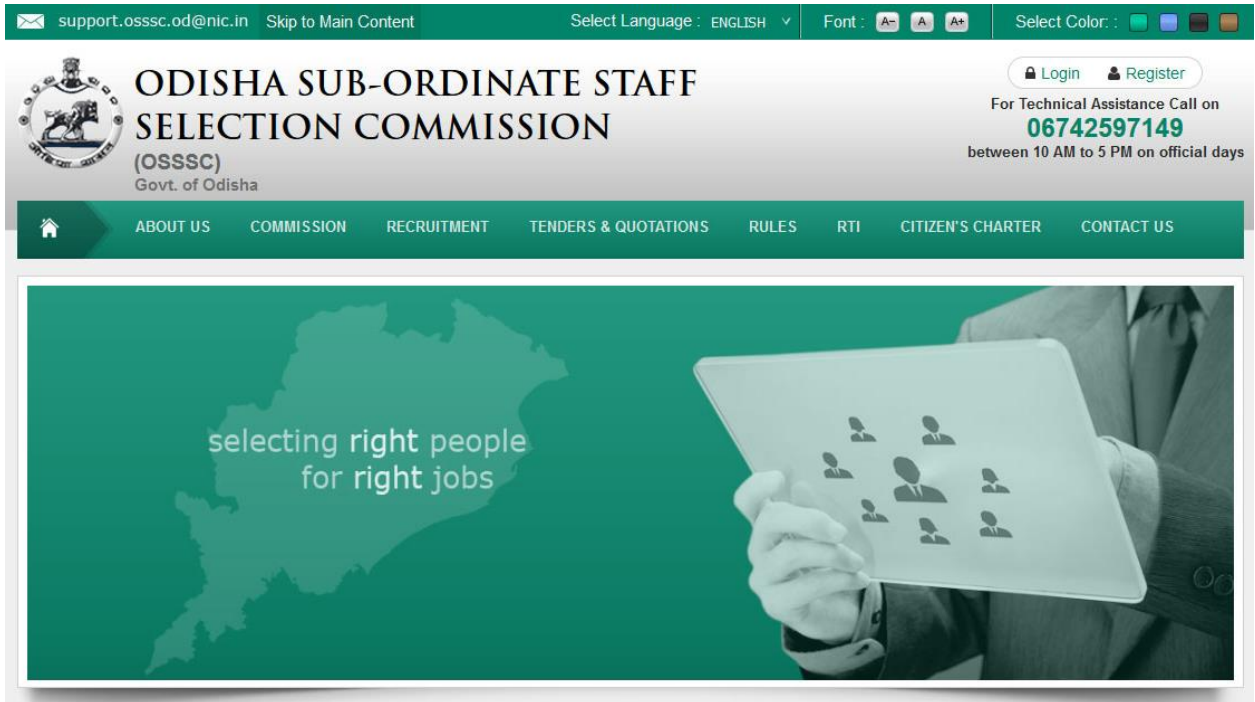 support.osssc.od@nic.in Skip to Main Content Select Language : ENGLISH Font : A- A A+ Select Color: :
ODISHA SUB-ORDINATE STAFF
SELECTION COMMISSION
(OSSSC)
Govt. of Odisha
Login Register
For Technical Assistance Call on
06742597149
between 10 AM to 5 PM on official days
ABOUT US COMMISSION RECRUITMENT TENDERS & QUOTATIONS RULES RTI CITIZEN'S CHARTER CONTACT US
selecting right people
for right jobs